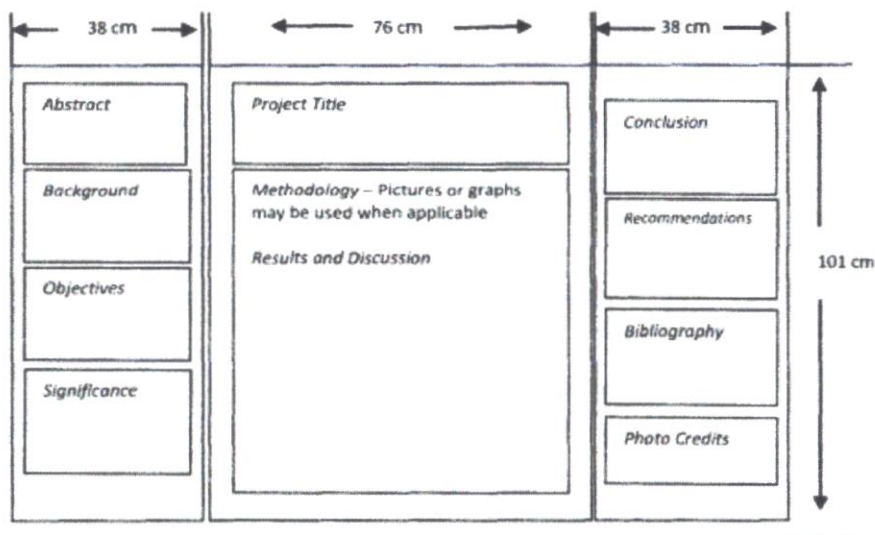 38 cm
76 cm
38 cm
Abstract
Background
Objectives
Significance
Project Title
Methodology – Pictures or graphs
may be used when applicable
Results and Discussion
Conclusion
Recommendations
Bibliography
Photo Credits
101 cm